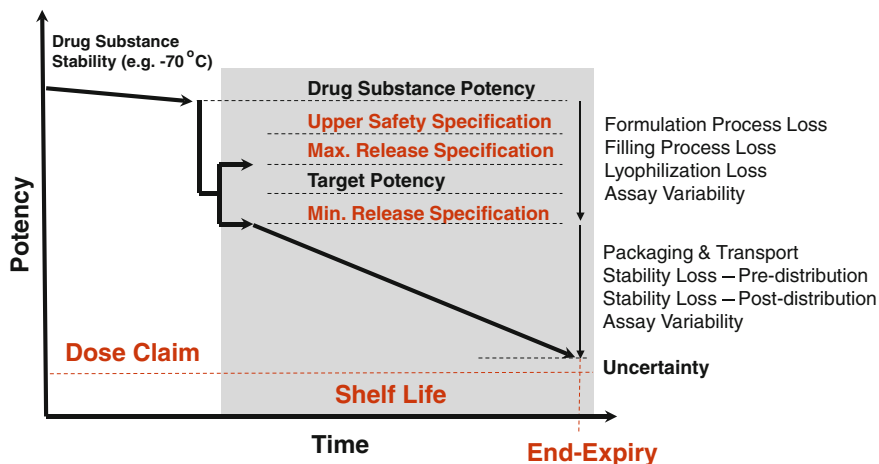 Drug Substance
Stability (e.g. -70 °C)
Drug Substance Potency
Upper Safety Specification
Max. Release Specification
Target Potency
Min. Release Specification
Formulation Process Loss
Filling Process Loss
Lyophilization Loss
Assay Variability
Packaging & Transport
Stability Loss – Pre-distribution
Stability Loss – Post-distribution
Assay Variability
Uncertainty
Potency
Dose Claim
Shelf Life
Time
End-Expiry